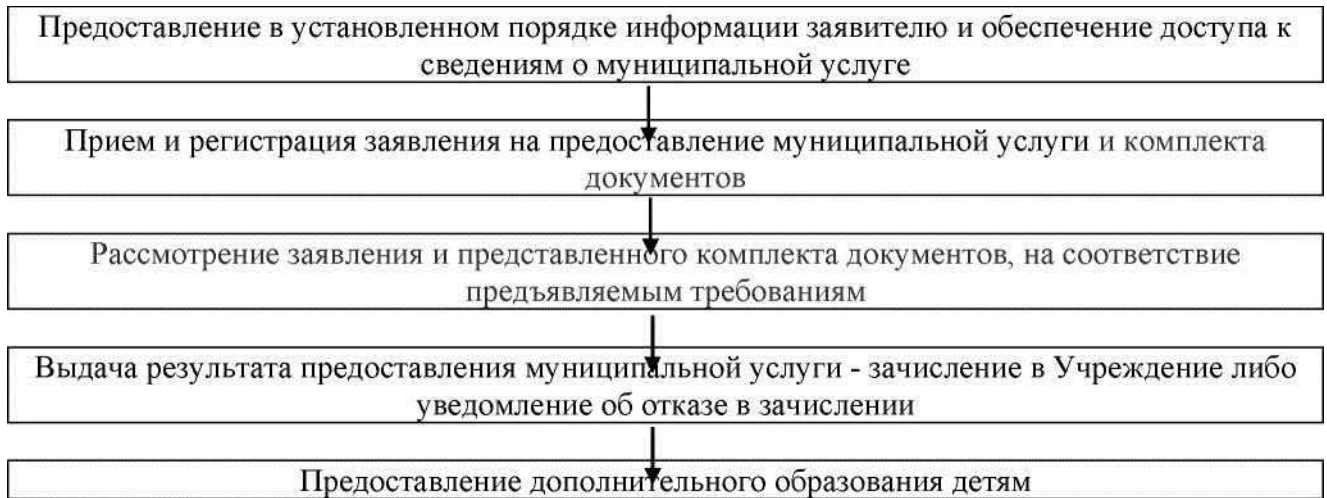 Предоставление в установленном порядке информации заявителю и обеспечение доступа к
сведениям о муниципальной услуге
Прием и регистрация заявления на предоставление муниципальной услуги и комплекта
документов
Рассмотрение заявления и представленного комплекта документов, на соответствие
предъявляемым требованиям
Выдача результата предоставления муниципальной услуги - зачисление в Учреждение либо
уведомление об отказе в зачислении
Предоставление дополнительного образования детям